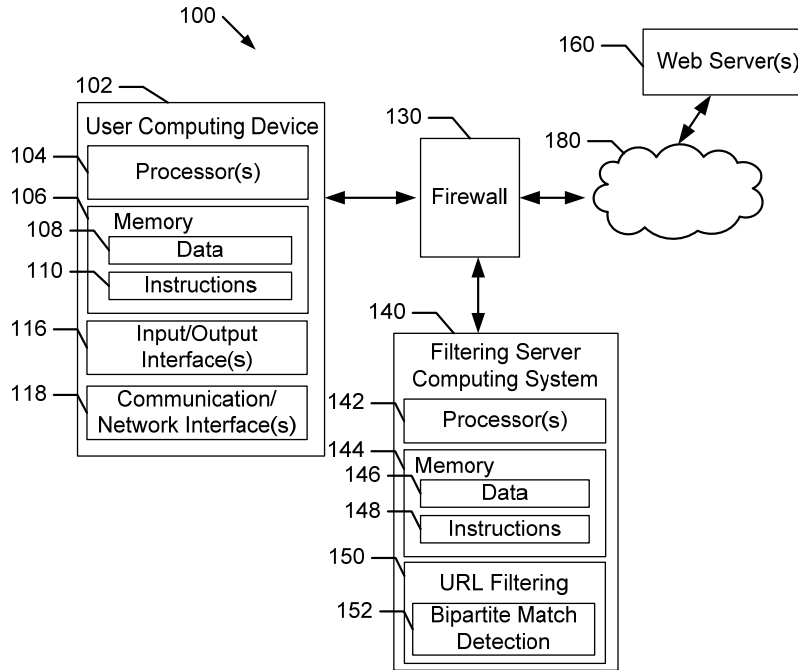 100
160
Web Server(s)
102
User Computing Device
104
Processor(s)
106
Memory
108
Data
110
Instructions
116
Input/Output
Interface(s)
118
Communication/
Network Interface(s)
130
Firewall
180
140
Filtering Server
Computing System
142
Processor(s)
144
Memory
146
Data
148
Instructions
150
URL Filtering
152
Bipartite Match
Detection